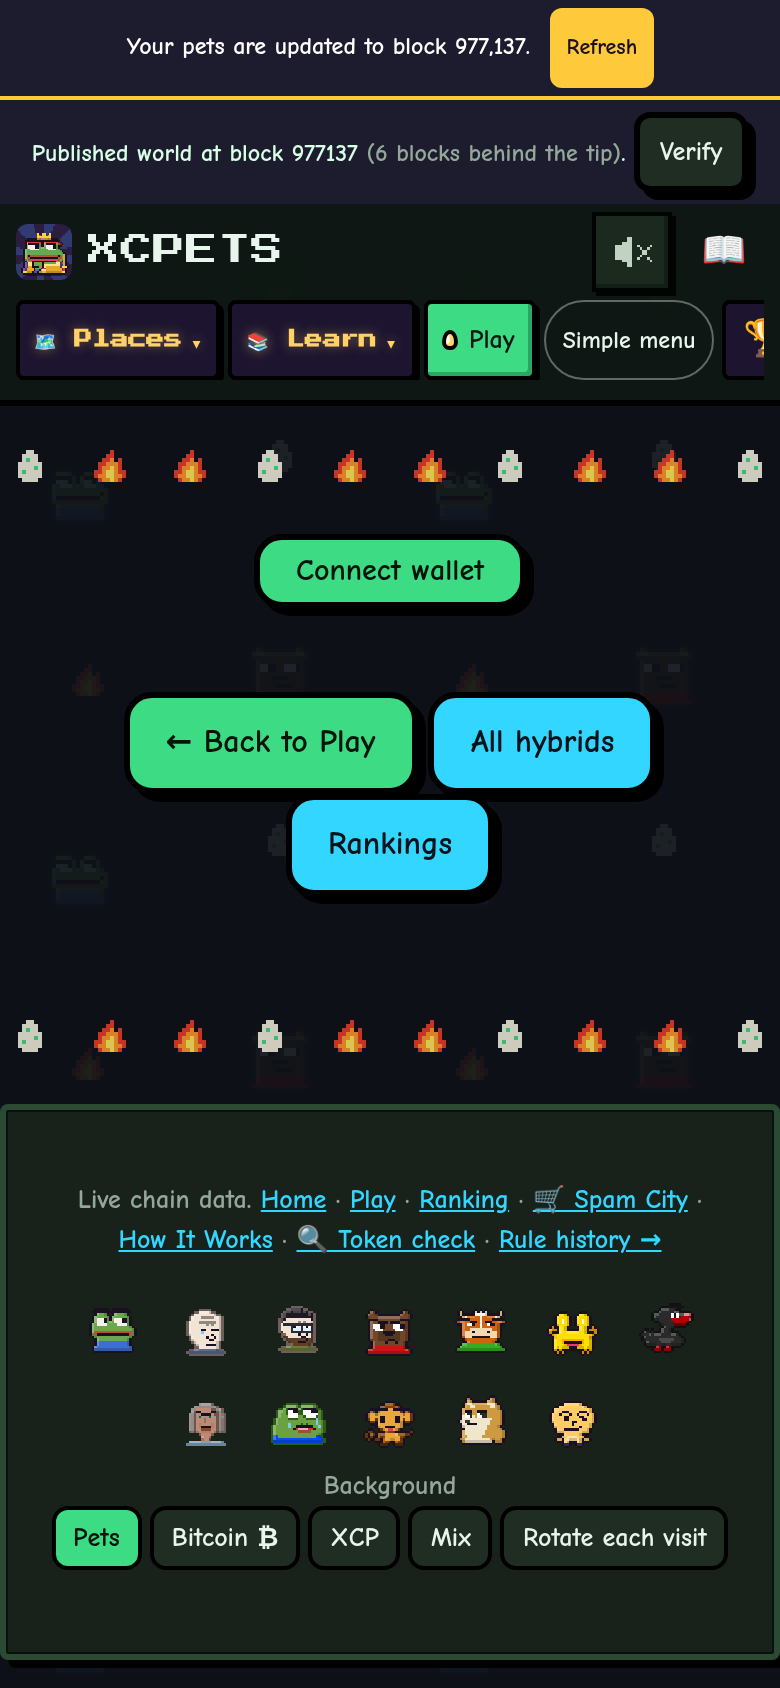 Your pets are updated to block 977,137. Refresh
Published world at block 977137 (6 blocks behind the tip). Verify
XCPETS
Places ▾ Learn ▾ Play Simple menu
Connect wallet
← Back to Play All hybrids
Rankings
Live chain data. Home · Play · Ranking · 🛒 Spam City ·
How It Works · 🔍 Token check · Rule history →
Background
Pets Bitcoin ₿ XCP Mix Rotate each visit